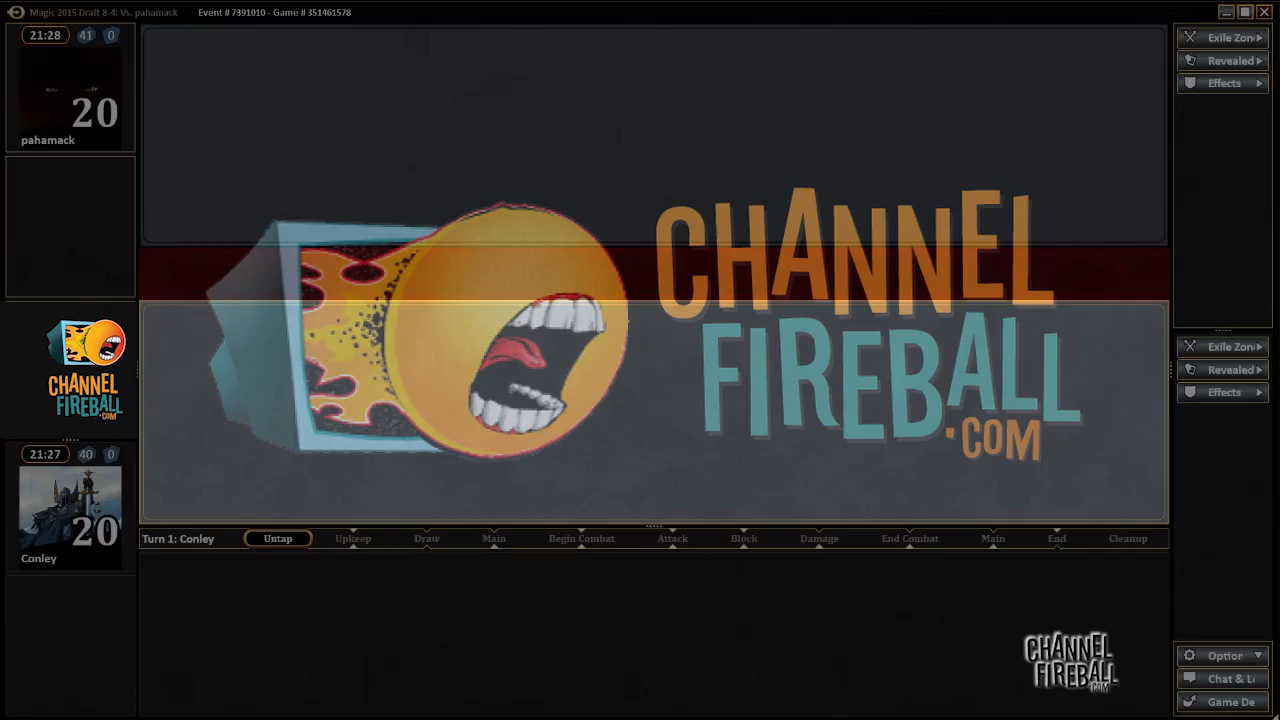 Magic 2015 Draft 8-4: Vs. pahamack
Event # 7391010 - Game # 351461578
21:28 41 0
20
pahamack
Exile Zon
Revealed
Effects
CHANNEL
FIREBALL
.COM
CHANNEL
FIREBALL
.COM
Exile Zon
Revealed
Effects
21:27 40 0
20
Conley
Turn 1: Conley Untap Upkeep Draw Main Begin Combat Attack Block Damage End Combat Main End Cleanup
CHANNEL
FIREBALL
.COM
Option
Chat & L
Game De